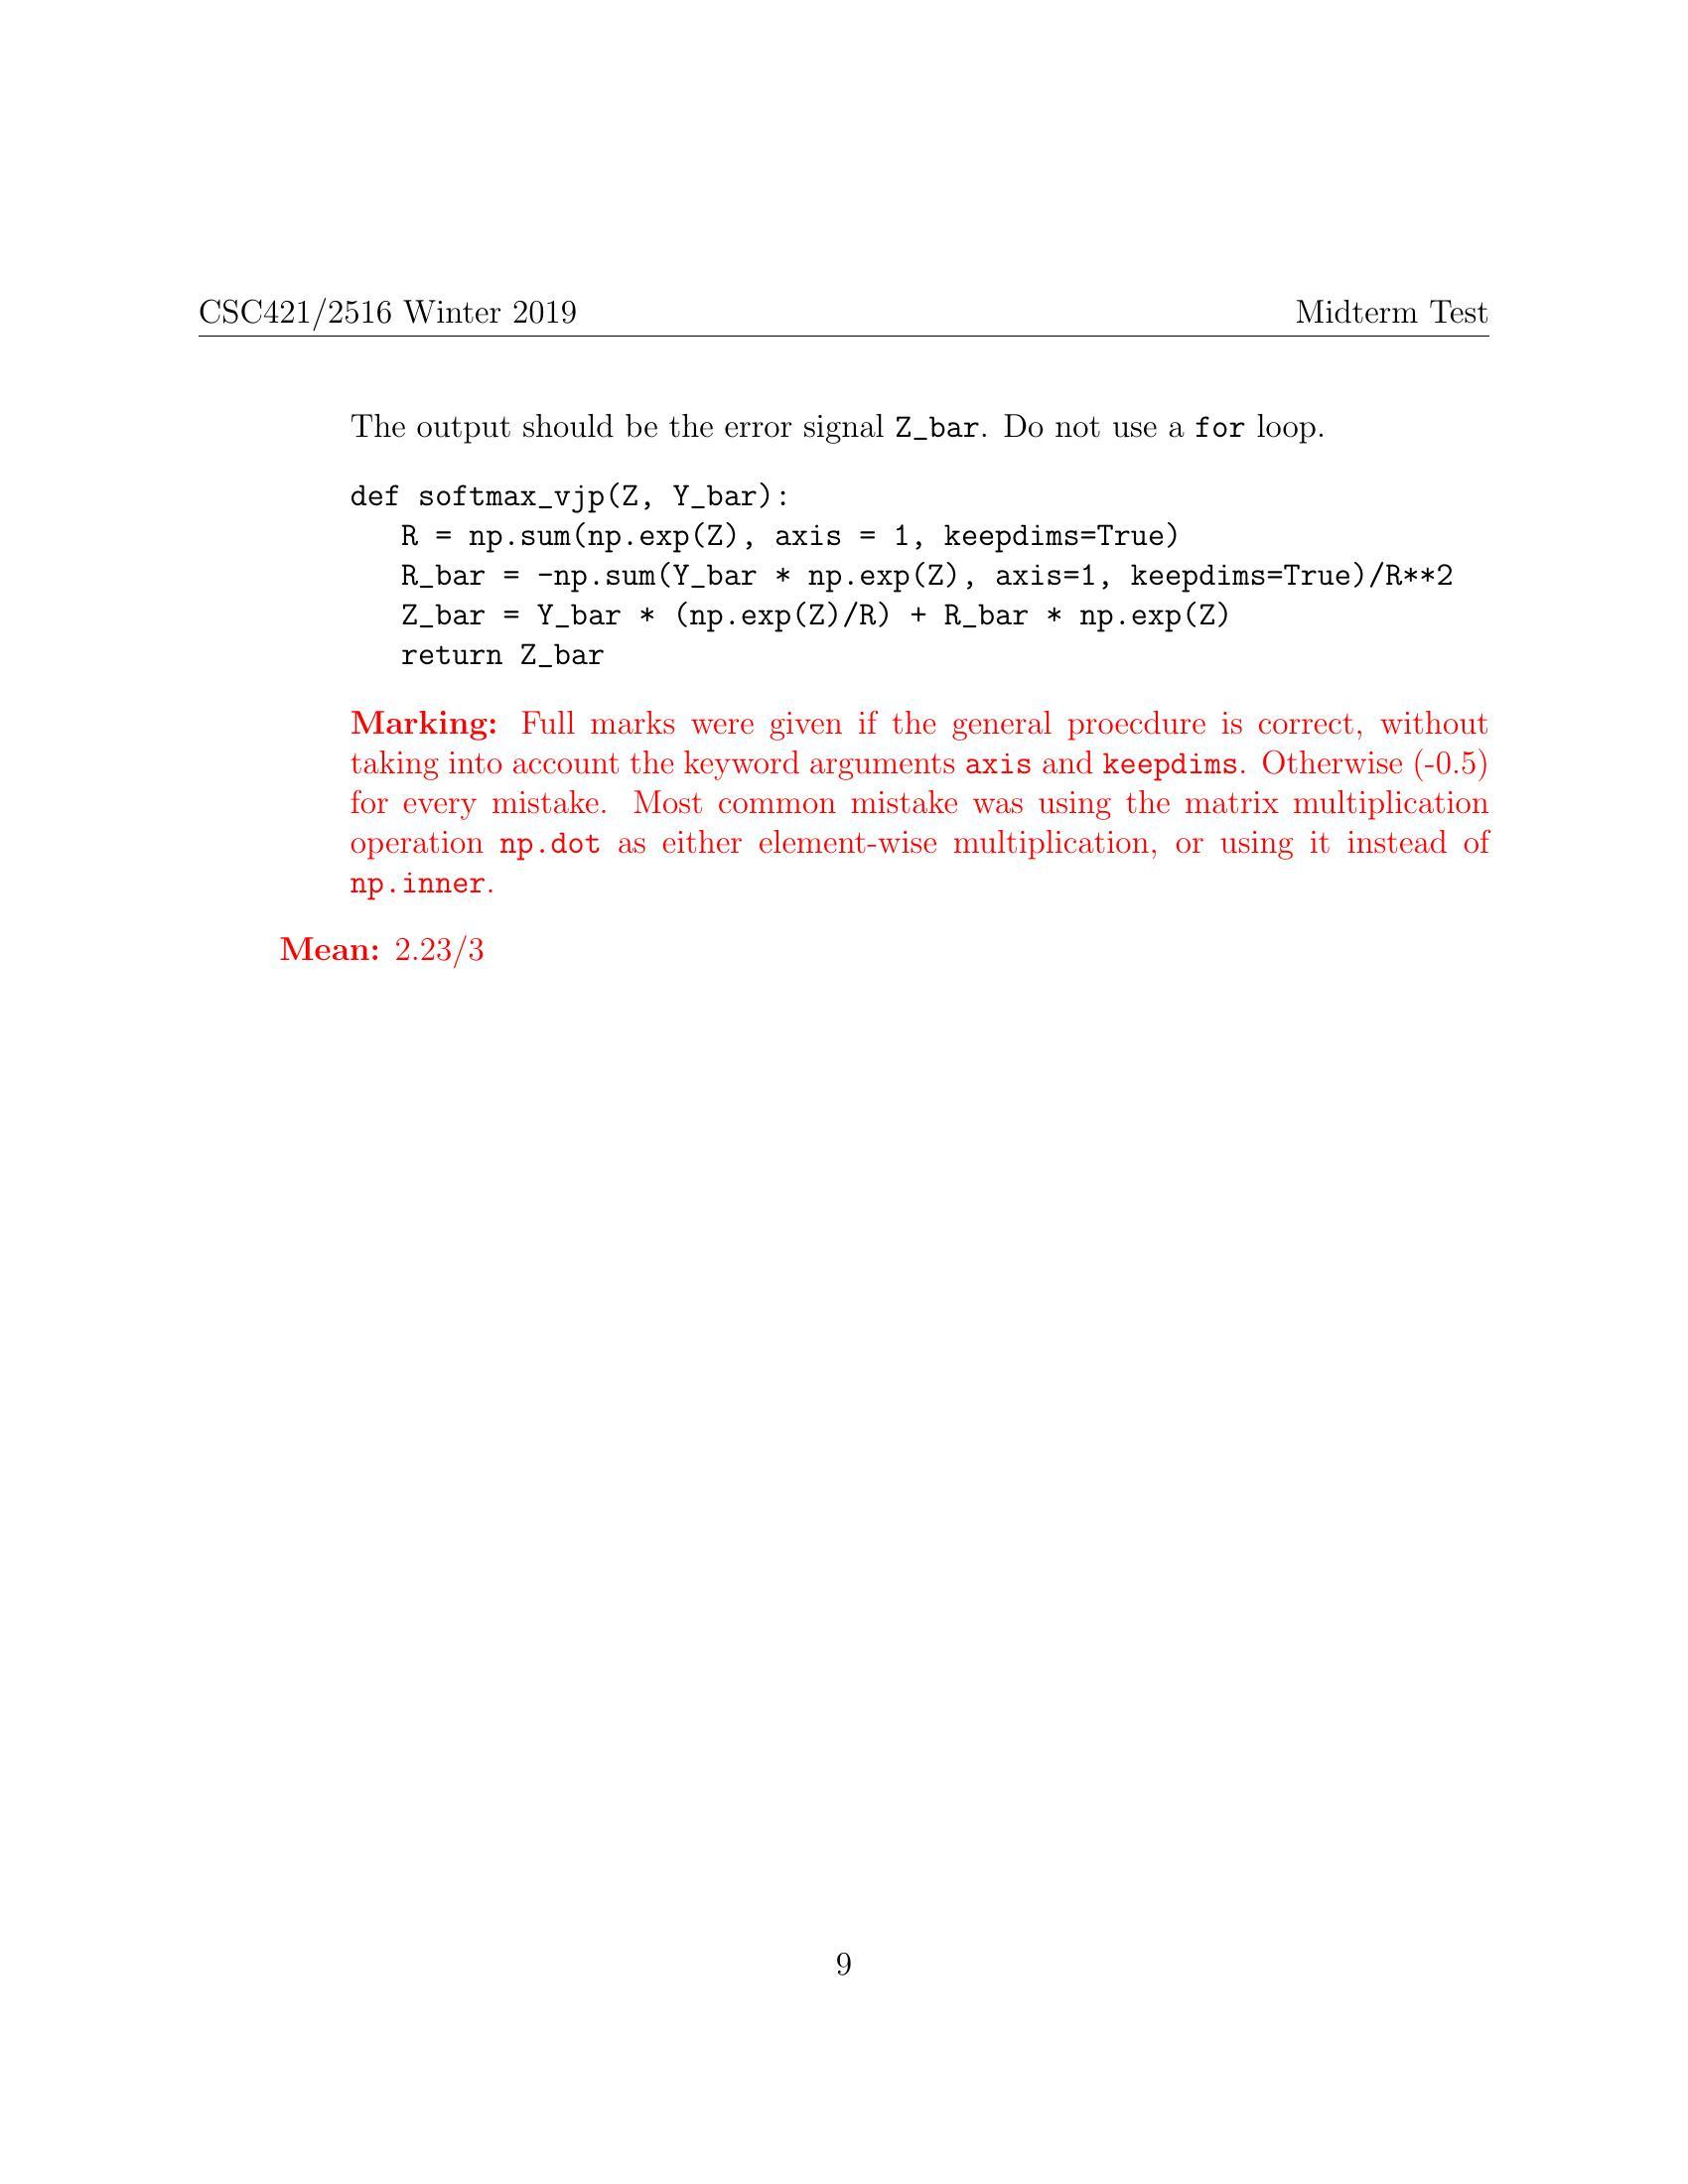 CSC421/2516 Winter 2019 Midterm Test
The output should be the error signal Z_bar. Do not use a for loop.
def softmax_vjp(Z, Y_bar):
R = np.sum(np.exp(Z), axis = 1, keepdims=True)
R_bar = -np.sum(Y_bar * np.exp(Z), axis=1, keepdims=True)/R**2
Z_bar = Y_bar * (np.exp(Z)/R) + R_bar * np.exp(Z)
return Z_bar
Marking: Full marks were given if the general proecdure is correct, without
taking into account the keyword arguments axis and keepdims. Otherwise (-0.5)
for every mistake. Most common mistake was using the matrix multiplication
operation np.dot as either element-wise multiplication, or using it instead of
np.inner.
Mean: 2.23/3
9